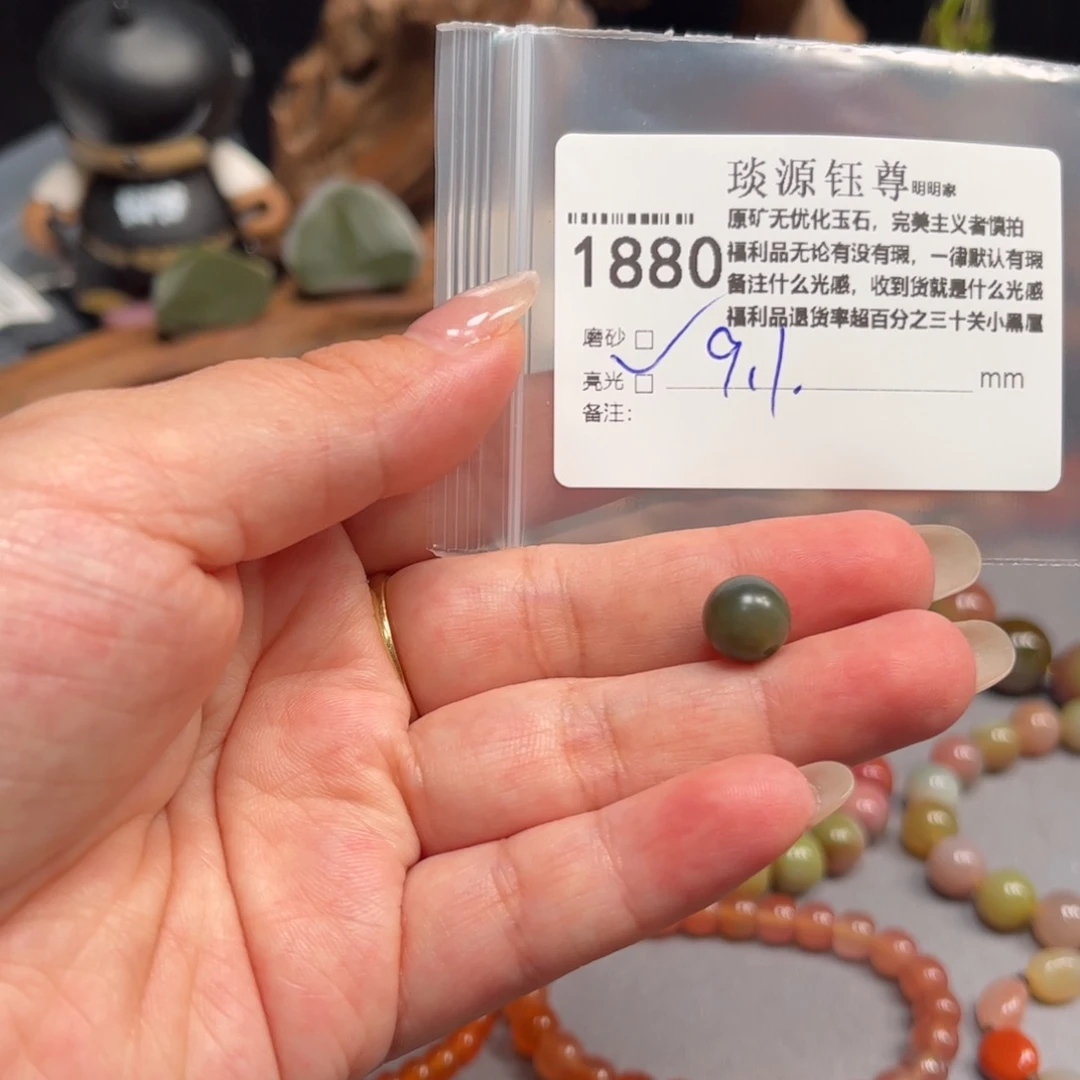 琰源钰尊明明家
原矿无优化玉石，完美主义者慎拍
1880
福利品无论有没有瑕，一律默认有瑕
备注什么光感，收到货就是什么光感
福利品退货率超百分之三十关小黑屋
磨砂 □
亮光 □ 9.1. mm
备注：